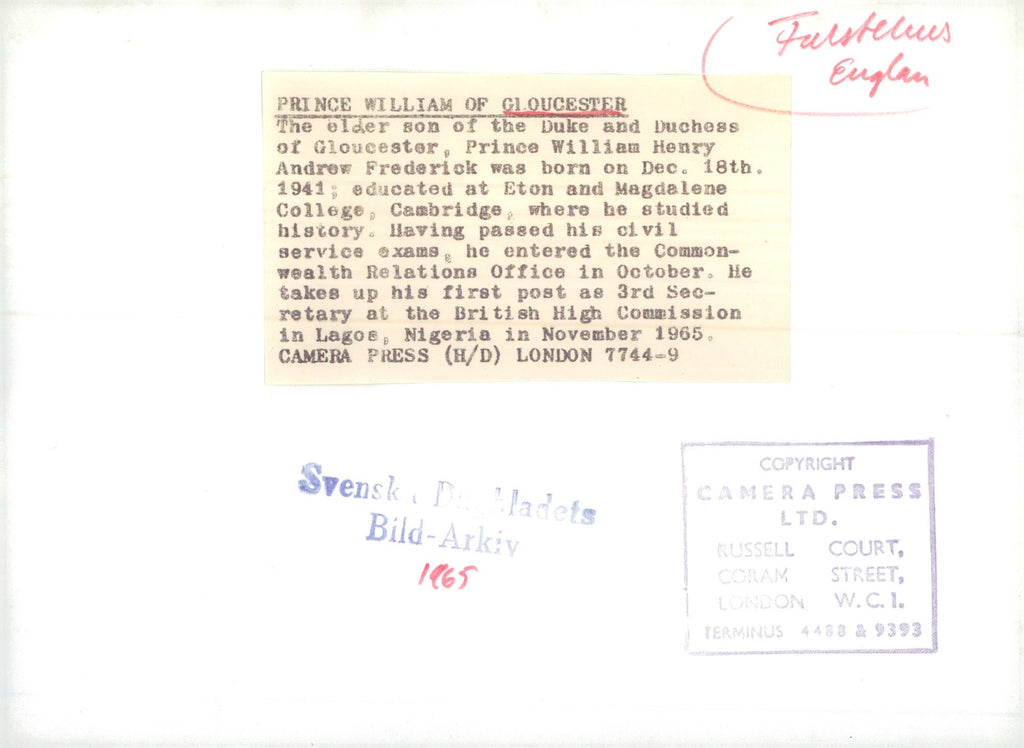 Fursthus
Englan
PRINCE WILLIAM OF GLOUCESTER
The elder son of the Duke and Duchess
of Gloucester, Prince William Henry
Andrew Frederick was born on Dec. 18th.
1941; educated at Eton and Magdalene
College, Cambridge, where he studied
history. Having passed his civil
service exams, he entered the Common-
wealth Relations Office in October. He
takes up his first post as 3rd Sec-
retary at the British High Commission
in Lagos, Nigeria in November 1965.
CAMERA PRESS (H/D) LONDON 7744-9
Svenska Dagbladets
Bild-Arkiv
1965
COPYRIGHT
CAMERA PRESS
LTD.
RUSSELL COURT,
CORAM STREET,
LONDON W.C.1.
TERMINUS 4488 & 9393